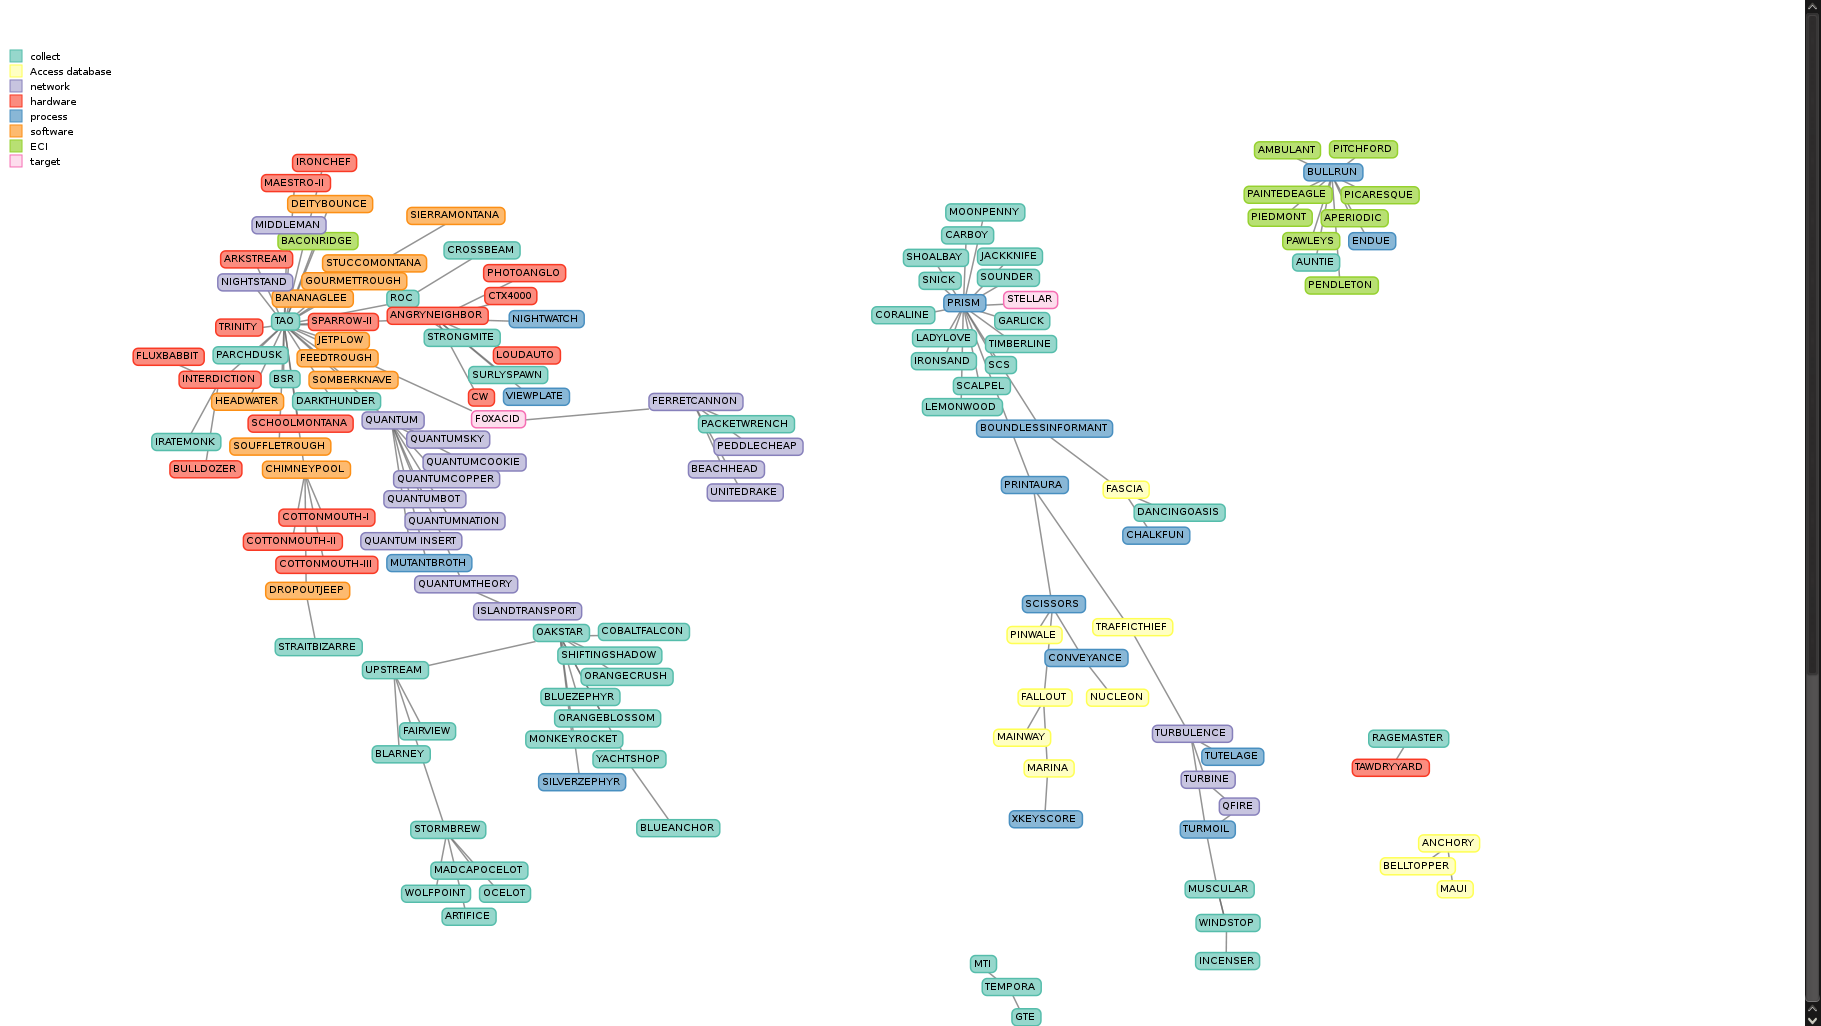 collect
Access database
network
hardware
process
software
ECI
target
IRONCHEF
MAESTRO-II
DEITYBOUNCE
MIDDLEMAN
BACONRIDGE
SIERRAMONTANA
ARKSTREAM
STUCCOMONTANA
CROSSBEAM
NIGHTSTAND
GOURMETTROUGH
PHOTOANGLO
BANANAGLEE
ROC
CTX4000
TAO
SPARROW-II
ANGRYNEIGHBOR
NIGHTWATCH
TRINITY
JETPLOW
STRONGMITE
FLUXBABBIT
PARCHDUSK
FEEDTROUGH
LOUDAUTO
INTERDICTION
BSR
SOMBERKNAVE
SURLYSPAWN
HEADWATER
DARKTHUNDER
CW
VIEWPLATE
SCHOOLMONTANA
QUANTUM
FOXACID
FERRETCANNON
PACKETWRENCH
IRATEMONK
SOUFFLETROUGH
QUANTUMSKY
PEDDLECHEAP
BULLDOZER
CHIMNEYPOOL
QUANTUMCOOKIE
BEACHHEAD
QUANTUMCOPPER
UNITEDRAKE
QUANTUMBOT
COTTONMOUTH-I
QUANTUMNATION
COTTONMOUTH-II
QUANTUM INSERT
COTTONMOUTH-III
MUTANTBROTH
DROPOUTJEEP
QUANTUMTHEORY
ISLANDTRANSPORT
STRAITBIZARRE
OAKSTAR
COBALTFALCON
UPSTREAM
SHIFTINGSHADOW
ORANGECRUSH
BLUEZEPHYR
ORANGEBLOSSOM
FAIRVIEW
MONKEYROCKET
BLARNEY
YACHTSHOP
SILVERZEPHYR
STORMBREW
BLUEANCHOR
MADCAPOCELOT
WOLFPOINT
OCELOT
ARTIFICE
MOONPENNY
CARBOY
SHOALBAY
JACKKNIFE
SNICK
SOUNDER
PRISM
STELLAR
CORALINE
GARLICK
LADYLOVE
TIMBERLINE
IRONSAND
SCS
SCALPEL
LEMONWOOD
BOUNDLESSINFORMANT
PRINTAURA
FASCIA
DANCINGOASIS
CHALKFUN
SCISSORS
PINWALE
TRAFFICTHIEF
CONVEYANCE
FALLOUT
NUCLEON
MAINWAY
TURBULENCE
TUTELAGE
MARINA
TURBINE
QFIRE
XKEYSCORE
TURMOIL
MUSCULAR
WINDSTOP
INCENSER
MTI
TEMPORA
GTE
AMBULANT
PITCHFORD
BULLRUN
PAINTEDEAGLE
PICARESQUE
PIEDMONT
APERIODIC
PAWLEYS
ENDUE
AUNTIE
PENDLETON
RAGEMASTER
TAWDRYYARD
ANCHORY
BELLTOPPER
MAUI